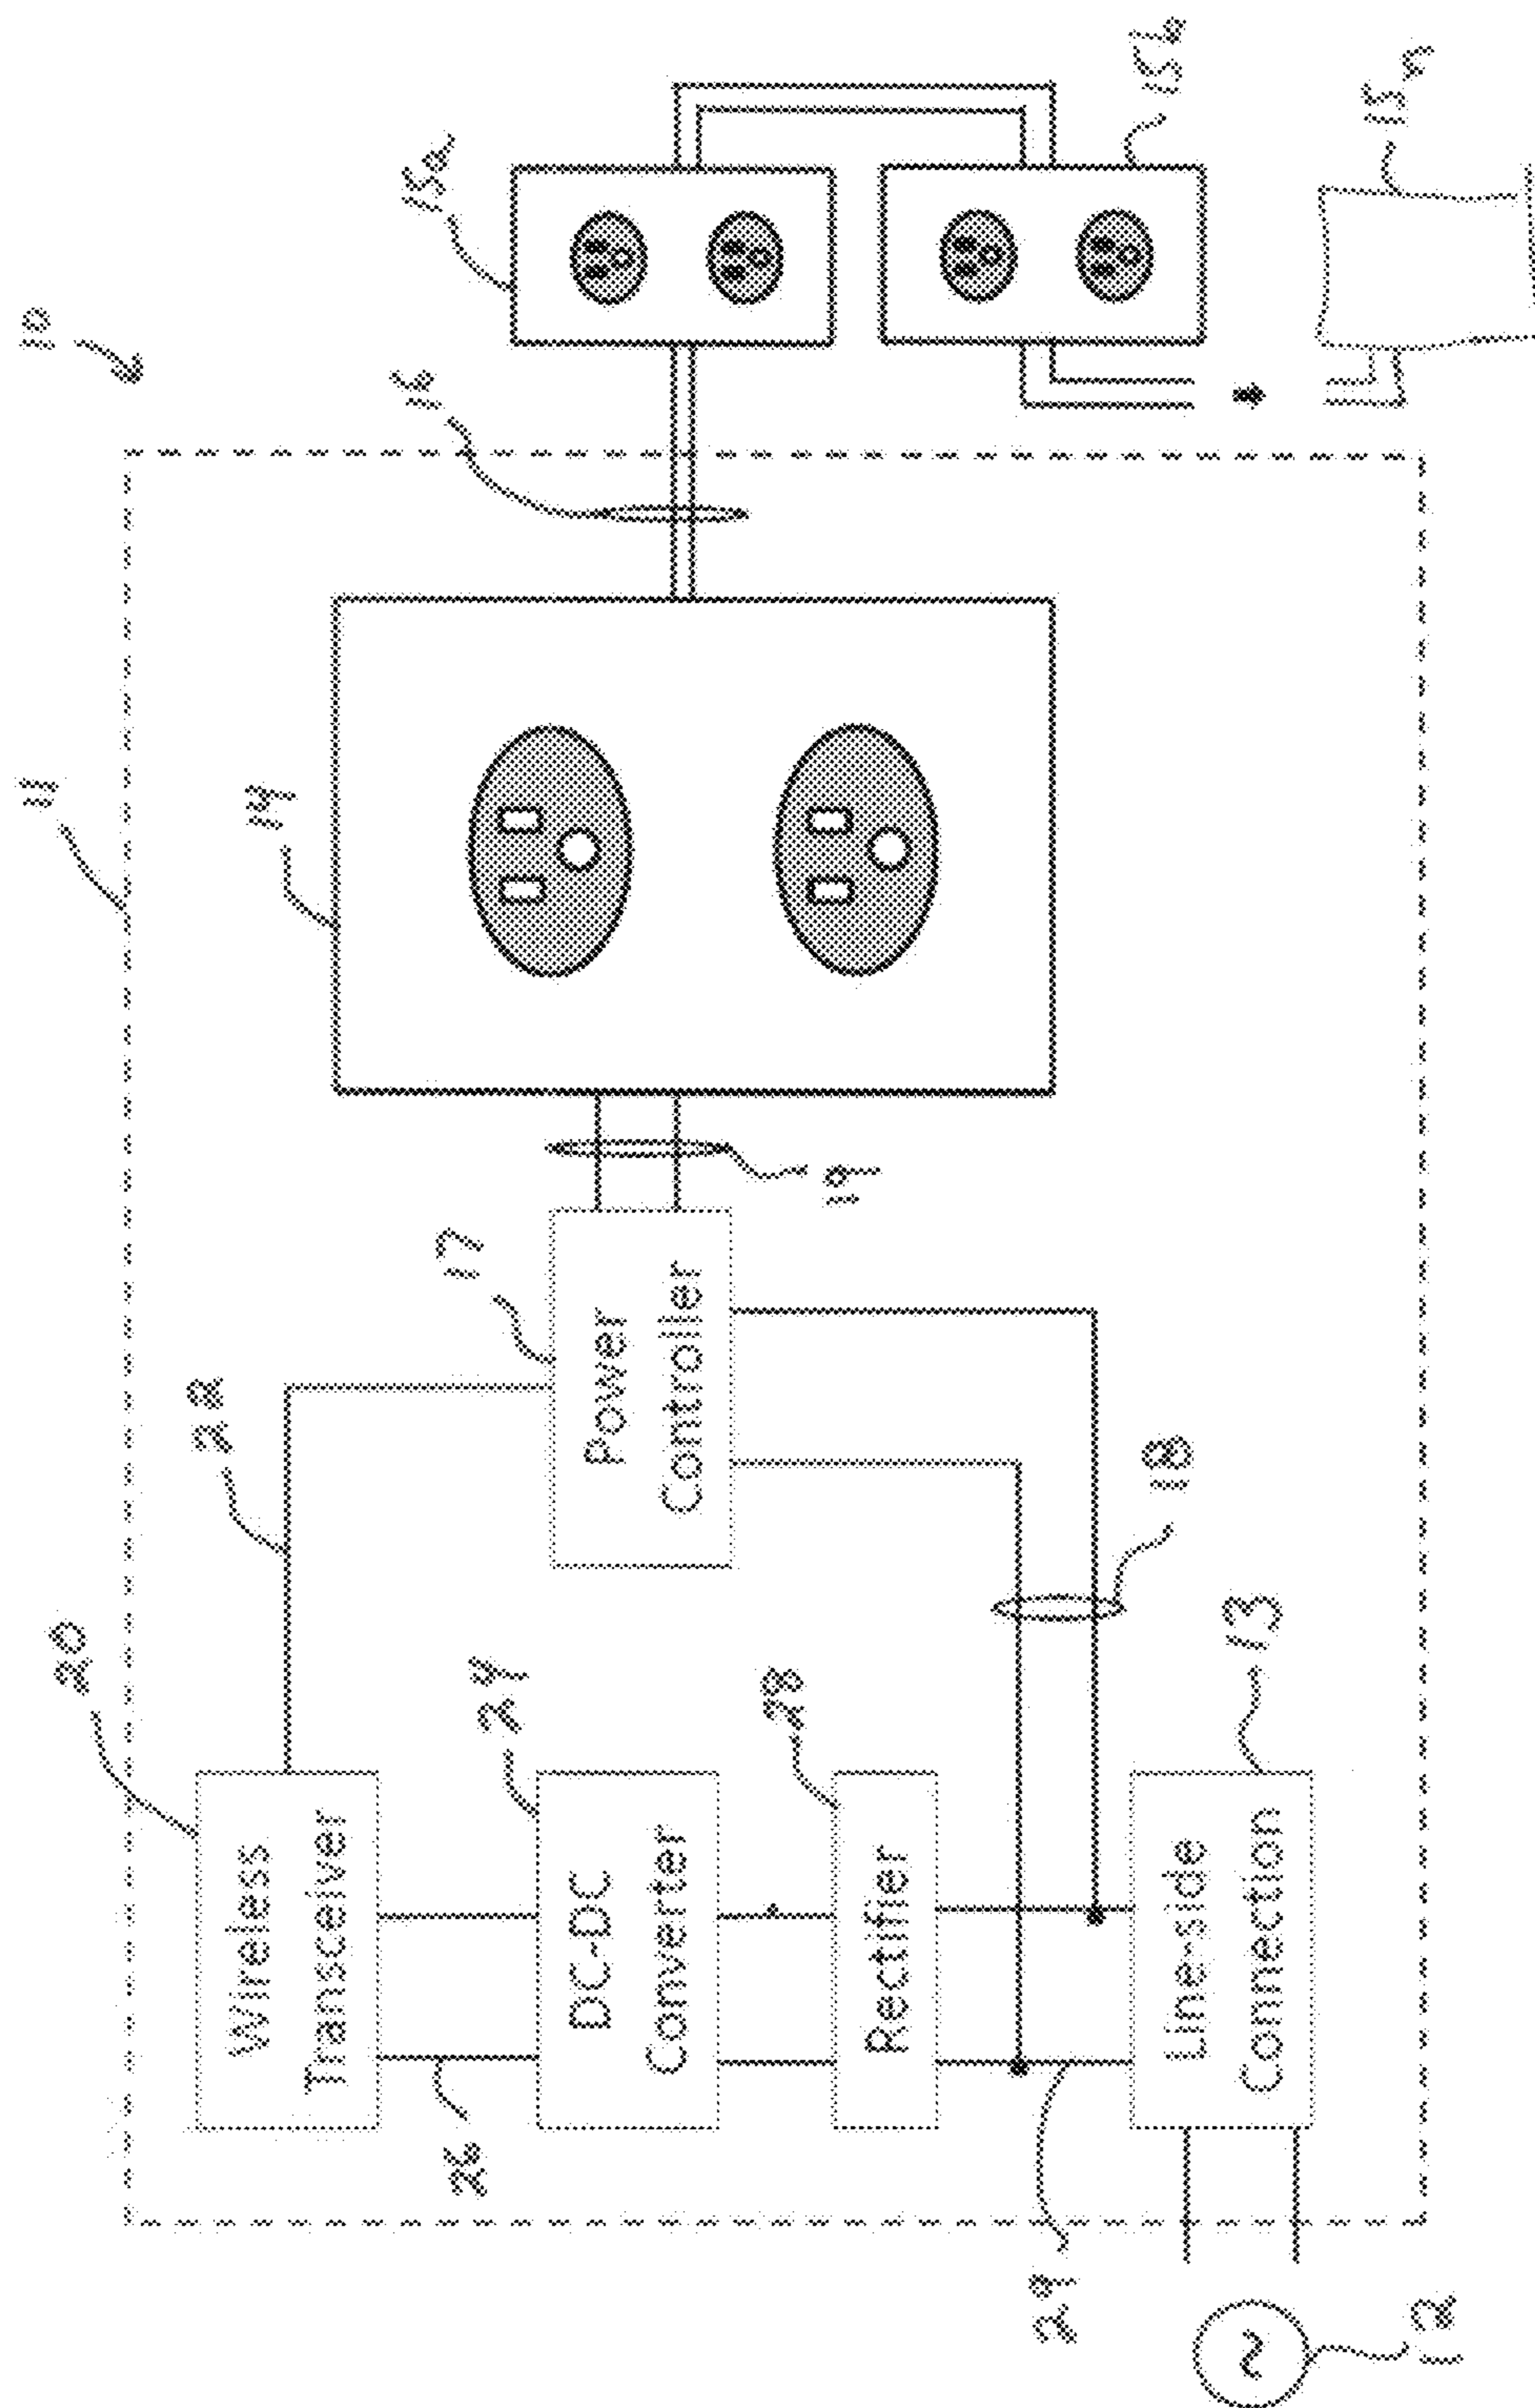 10
11
20
22
14
Wireless
Transceiver
16
15a
17
26
24
DC-DC
Converter
Power
Controller
28
19
Rectifier
29
18
15b
Line-side
Connection
13
15n
~
12